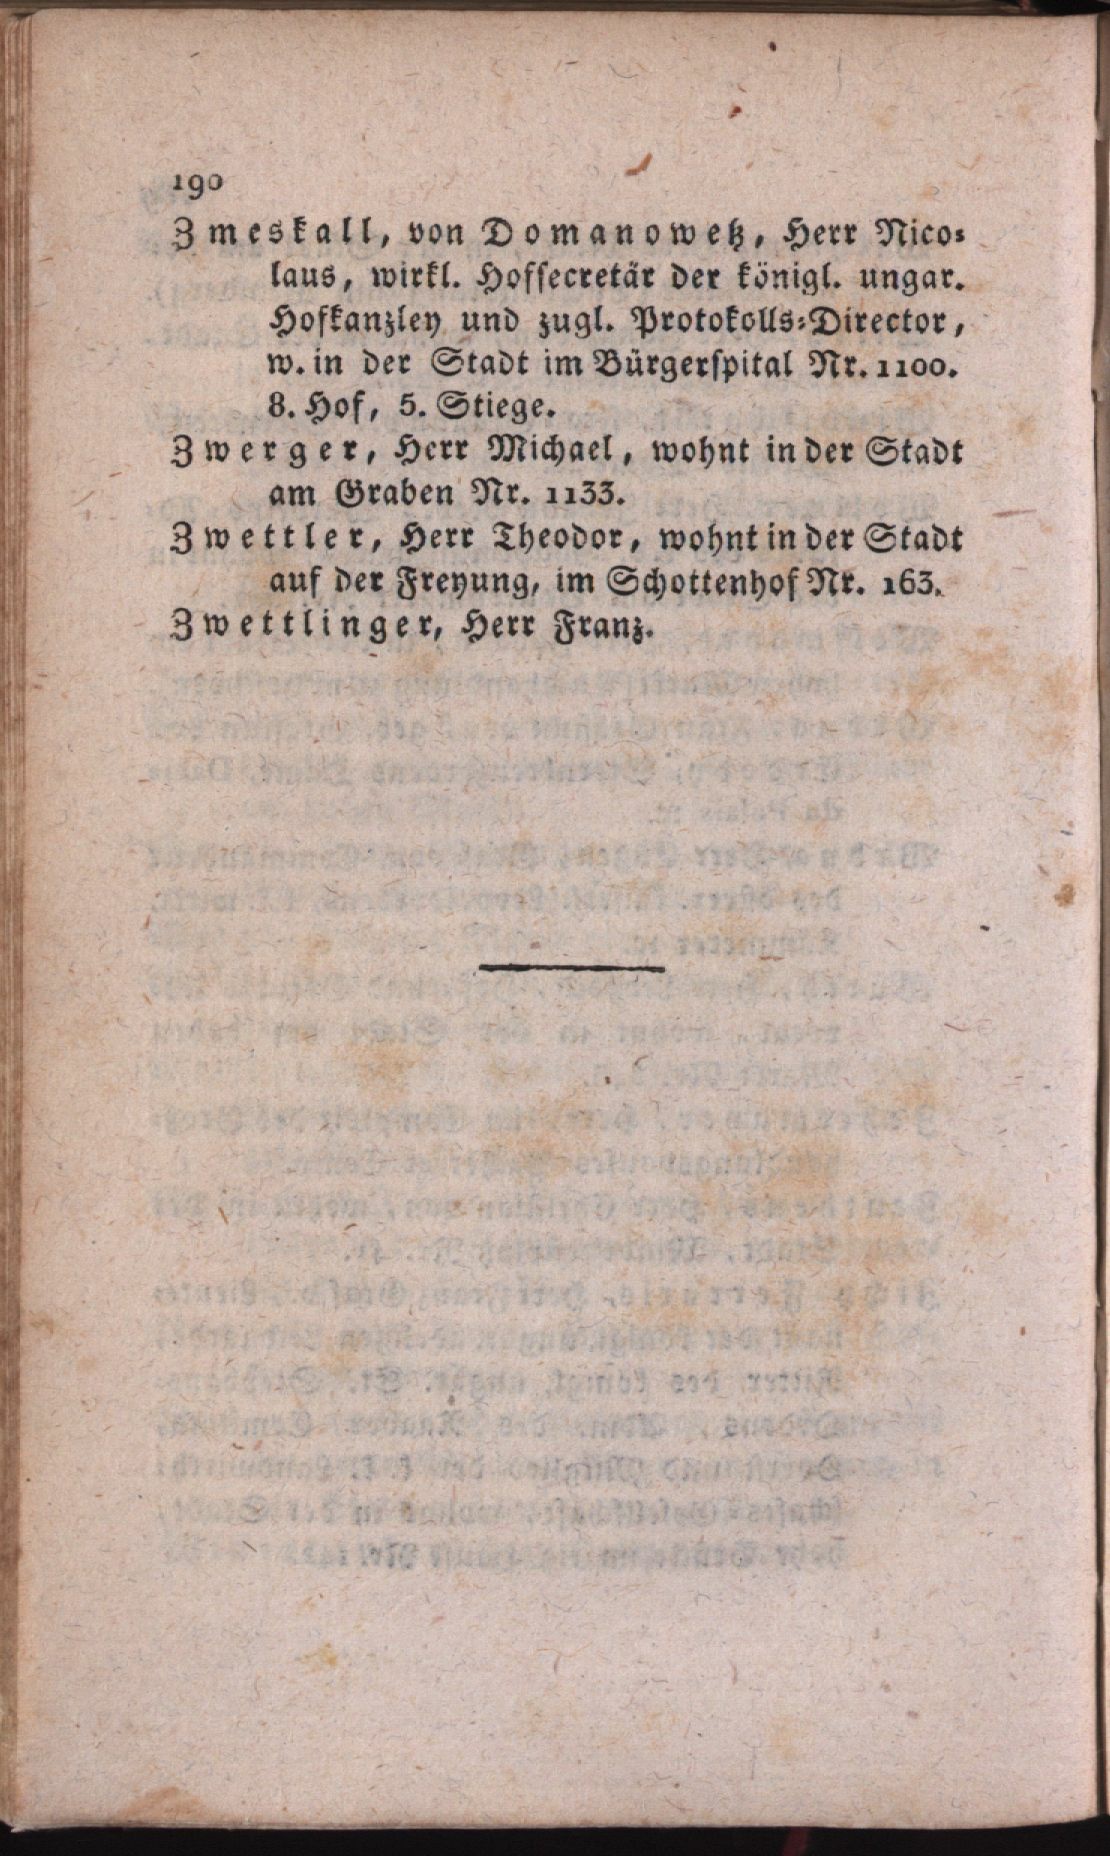 190
Zmeskall, von Domanowetz, Herr Nico-
laus, wirkl. Hofsecretär der königl. ungar.
Hofkanzley und zugl. Protokolls-Director,
w. in der Stadt im Bürgerspital Nr. 1100.
8. Hof, 5. Stiege.
Zwerger, Herr Michael, wohnt in der Stadt
am Graben Nr. 1133.
Zwettler, Herr Theodor, wohnt in der Stadt
auf der Freyung, im Schottenhof Nr. 163.
Zwettlinger, Herr Franz.